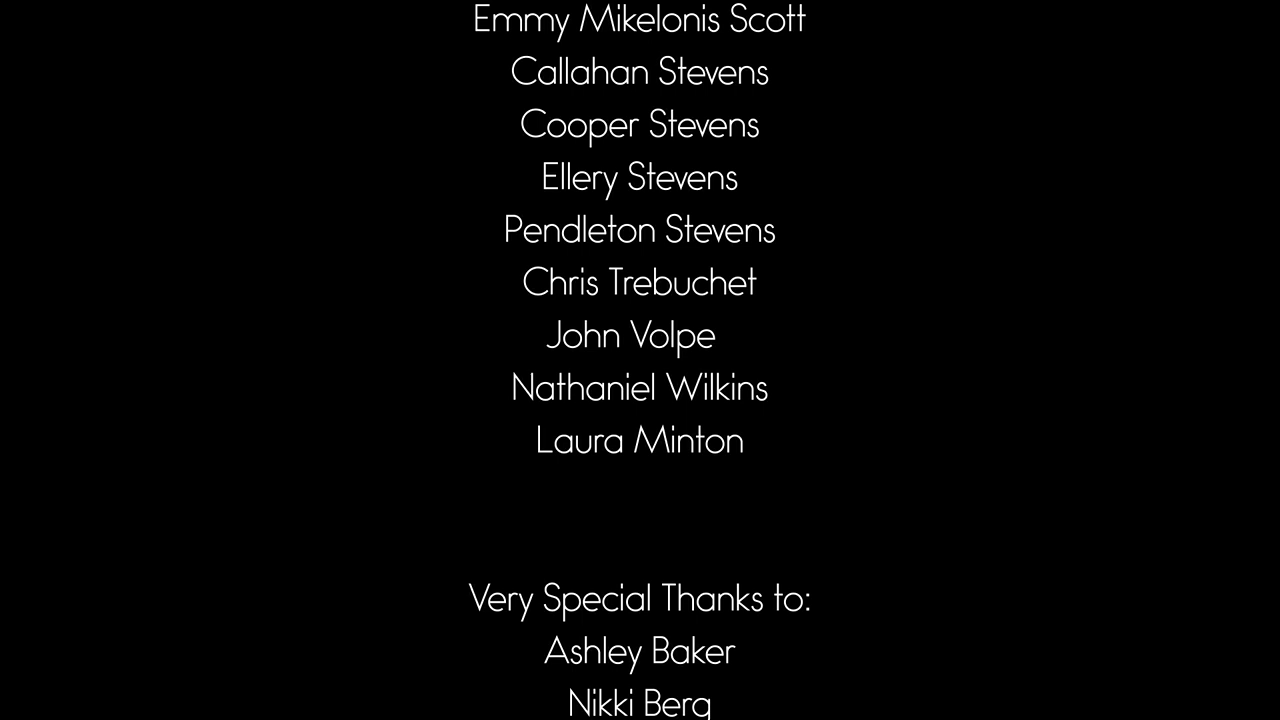 Emmy Mikelonis Scott
Callahan Stevens
Cooper Stevens
Ellery Stevens
Pendleton Stevens
Chris Trebuchet
John Volpe
Nathaniel Wilkins
Laura Minton
Very Special Thanks to:
Ashley Baker
Nikki Berg